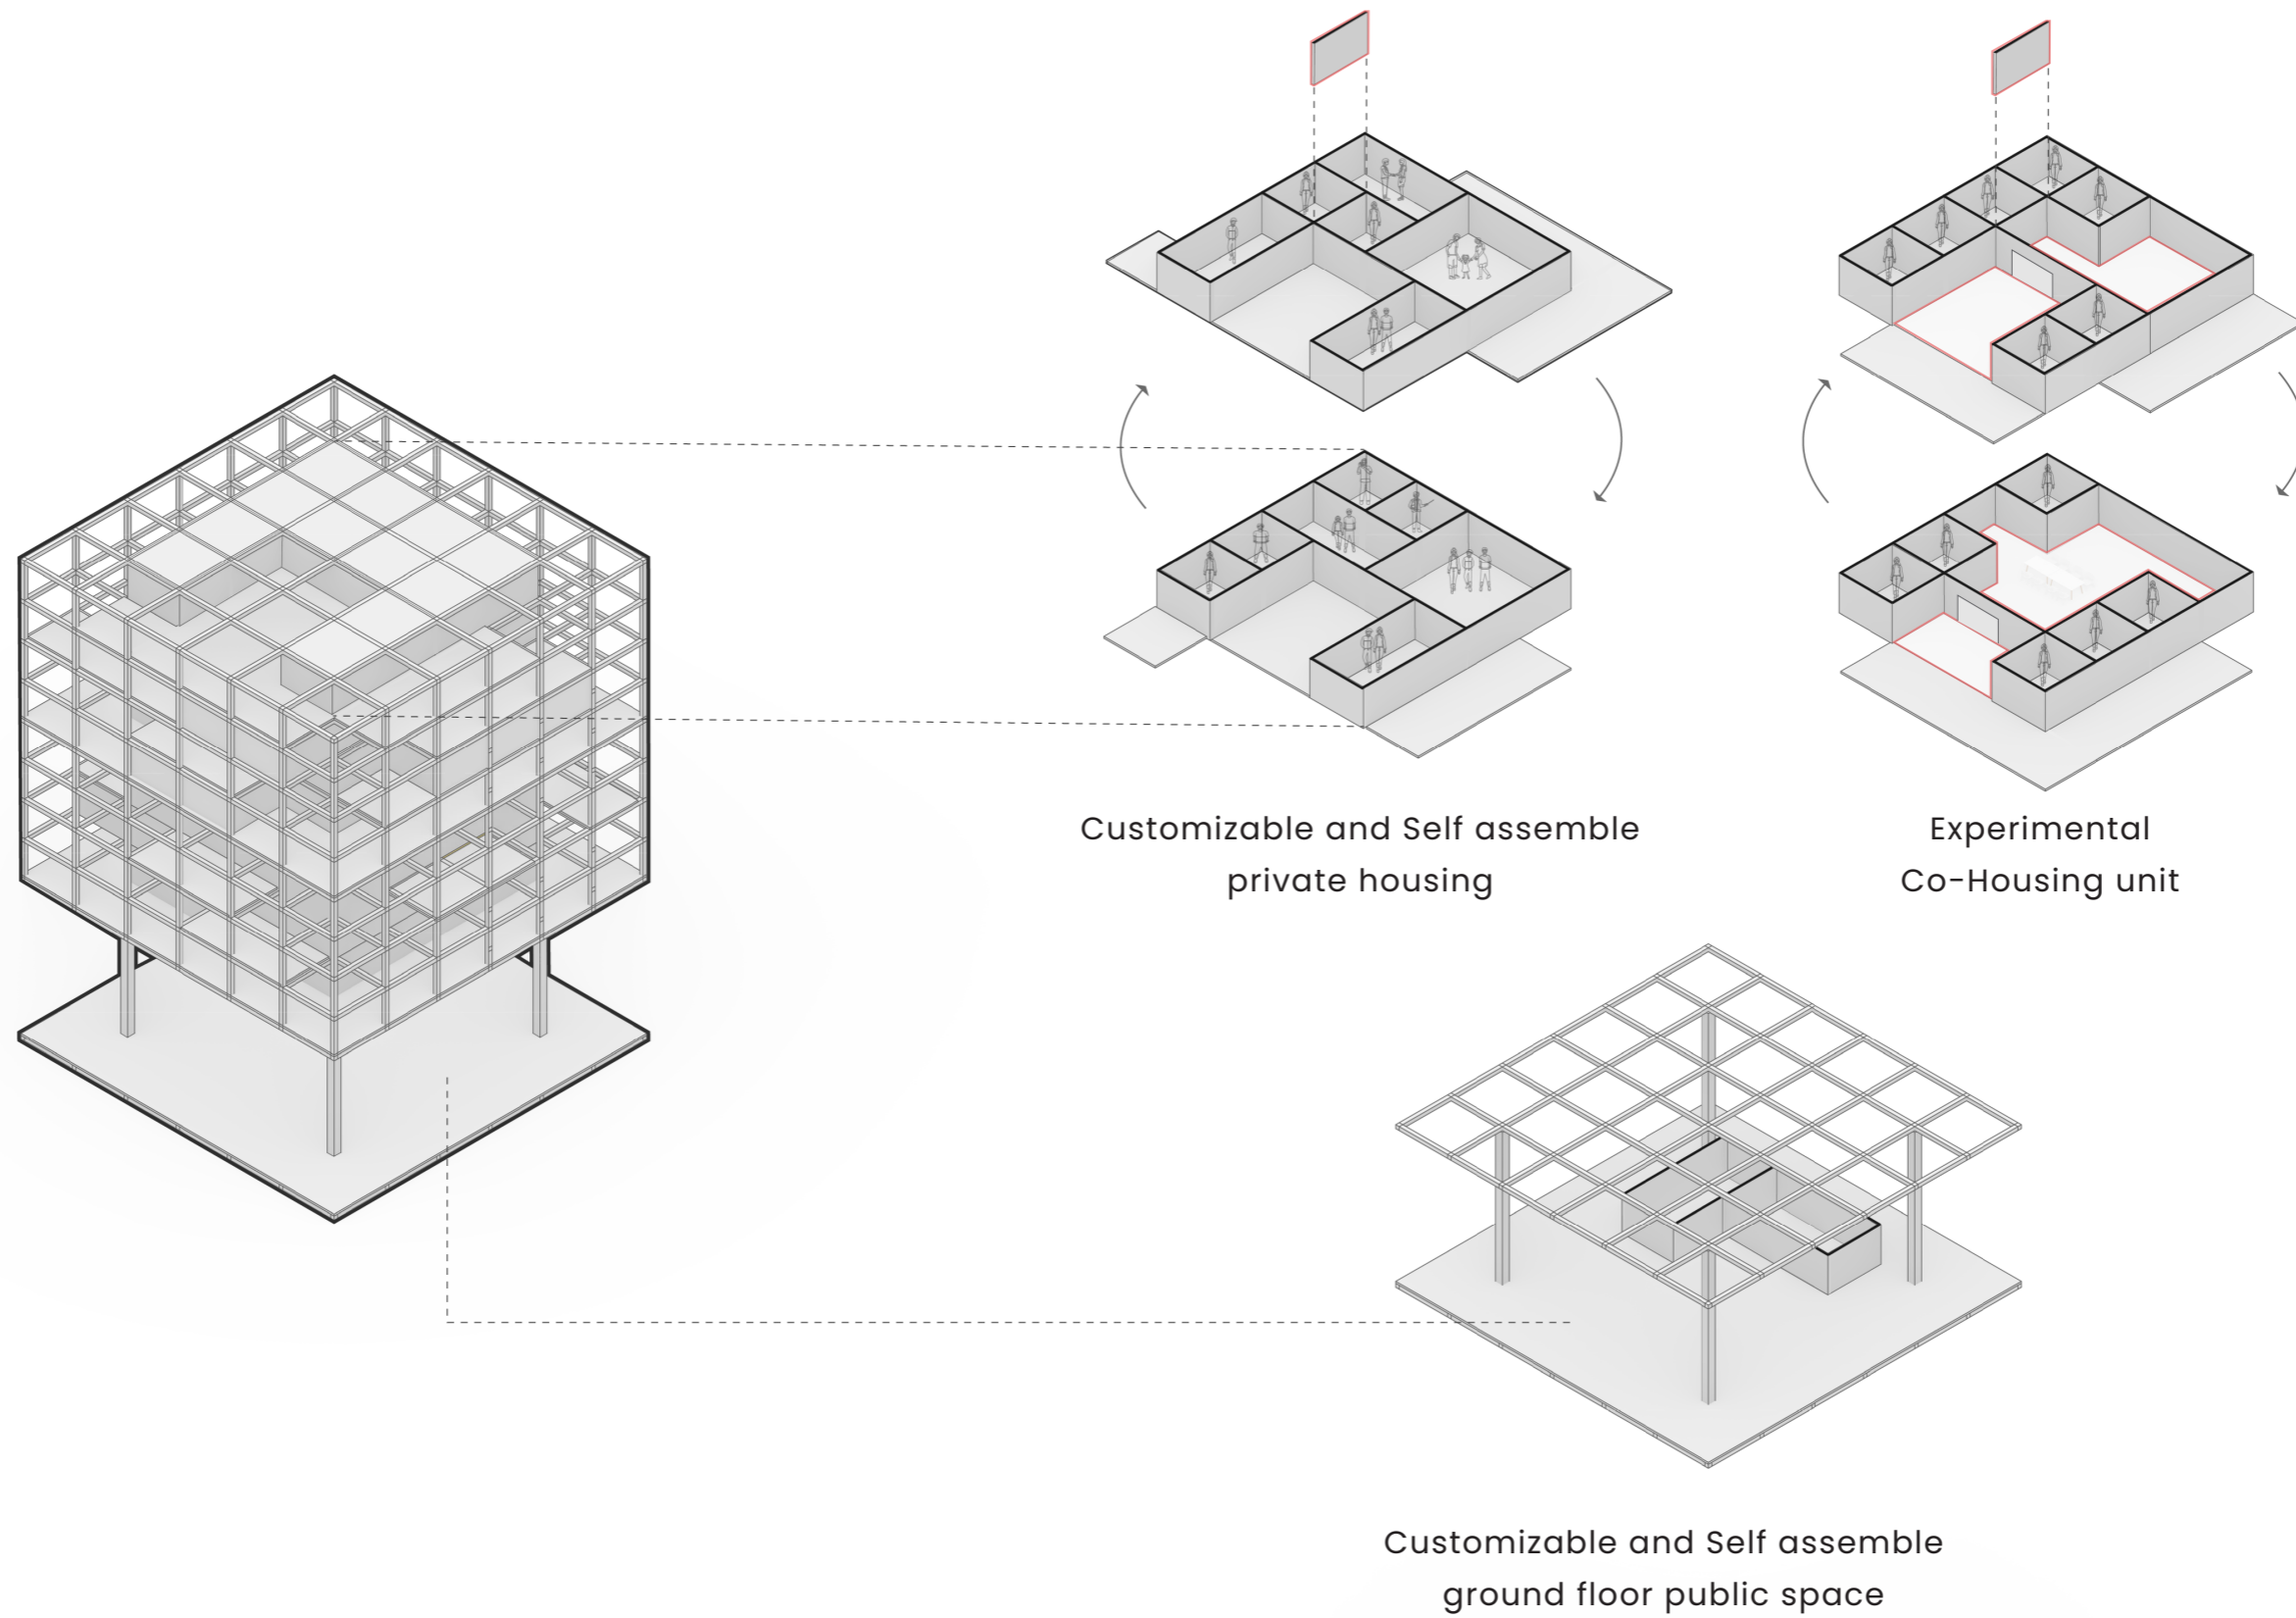 Customizable and Self assemble
private housing
Experimental
Co-Housing unit
Customizable and Self assemble
ground floor public space